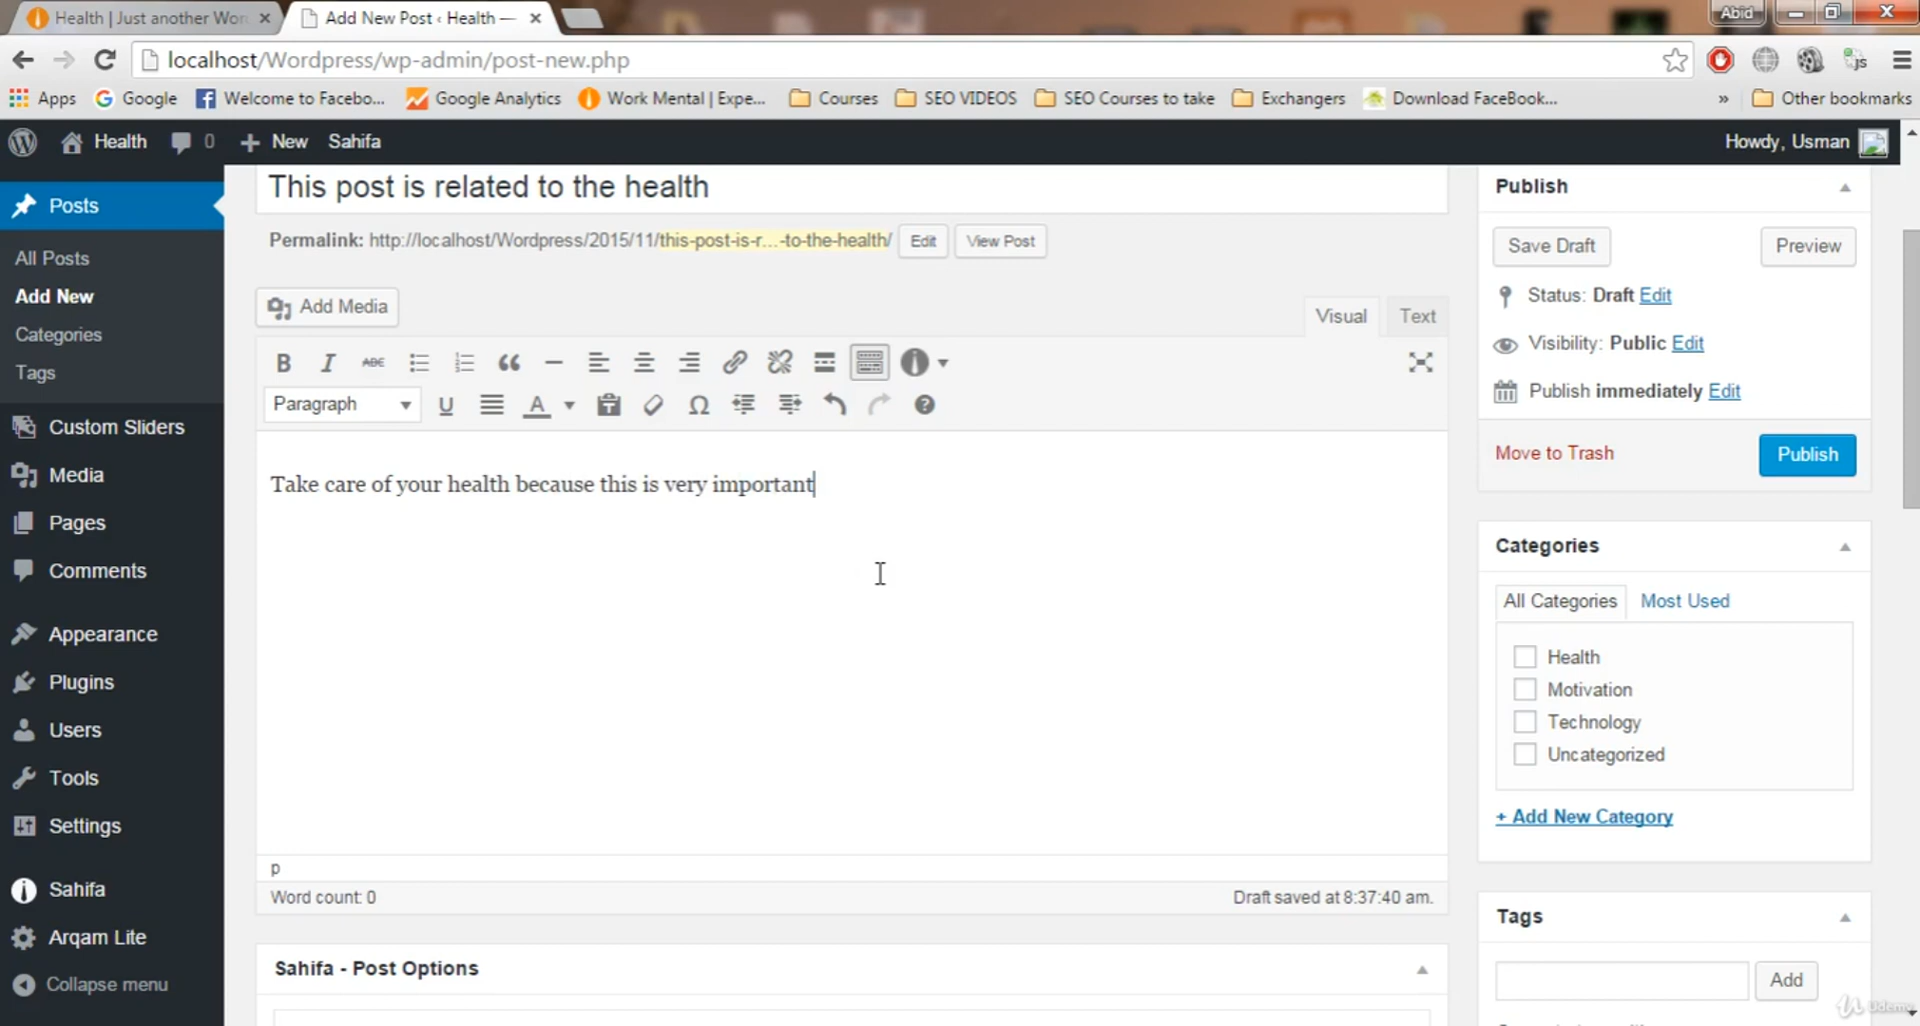 Health | Just another Wor
Add New Post ‹ Health —
Abid
localhost/Wordpress/wp-admin/post-new.php
Apps
Google
Welcome to Facebo...
Google Analytics
Work Mental | Expe...
Courses
SEO VIDEOS
SEO Courses to take
Exchangers
Download FaceBook...
»
Other bookmarks
Health
0
New
Sahifa
Howdy, Usman
Posts
All Posts
Add New
Categories
Tags
Custom Sliders
Media
Pages
Comments
Appearance
Plugins
Users
Tools
Settings
Sahifa
Arqam Lite
Collapse menu
This post is related to the health
Permalink: http://localhost/Wordpress/2015/11/this-post-is-r...-to-the-health/
Edit
View Post
Add Media
Visual
Text
B I ABC
Paragraph
U A Ω
Take care of your health because this is very important
p
Word count: 0
Draft saved at 8:37:40 am.
Sahifa - Post Options
Publish
Save Draft
Preview
Status: Draft Edit
Visibility: Public Edit
Publish immediately Edit
Move to Trash
Publish
Categories
All Categories
Most Used
Health
Motivation
Technology
Uncategorized
+ Add New Category
Tags
Add
Udemy